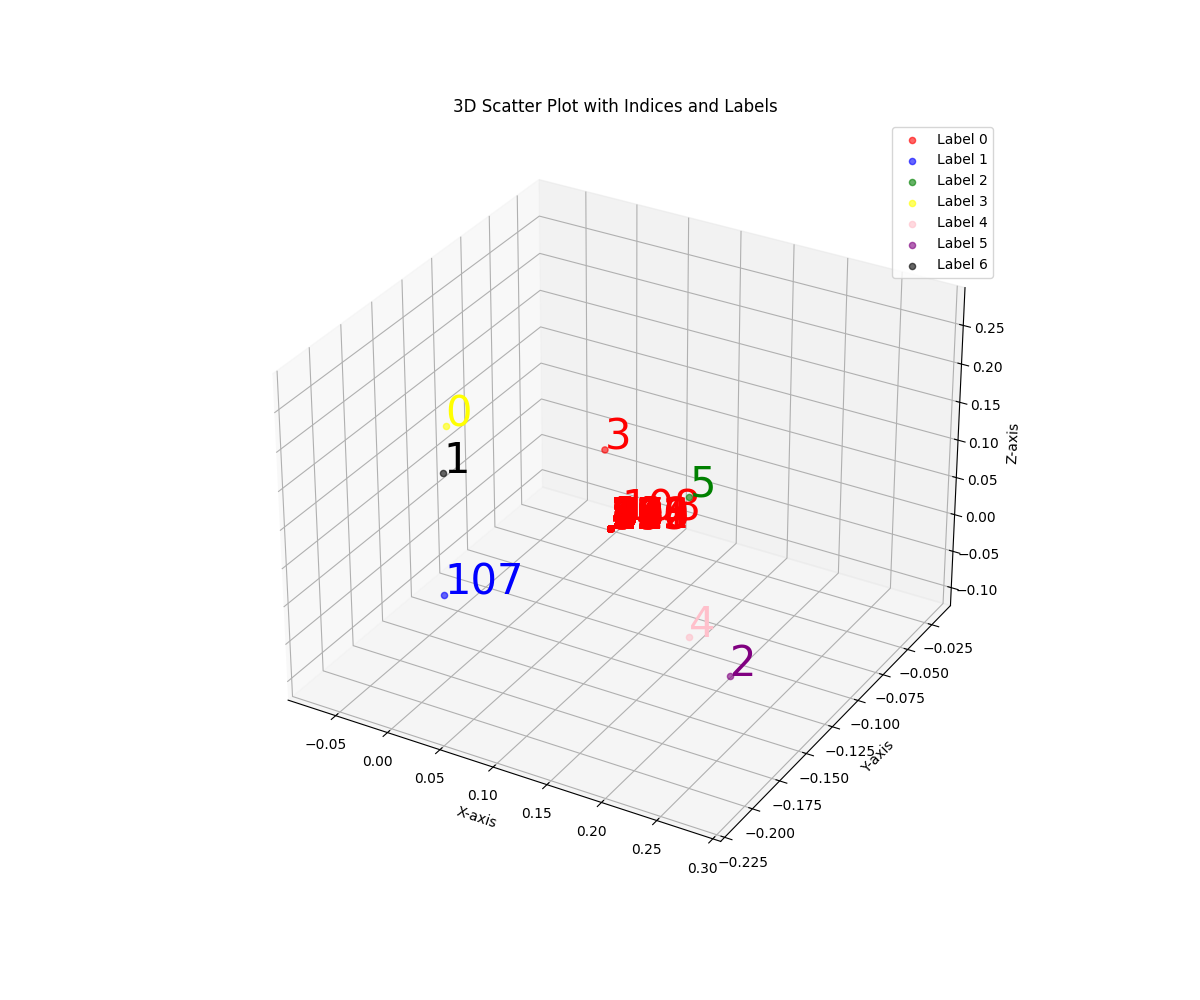 3D Scatter Plot with Indices and Labels
Label 0
Label 1
Label 2
Label 3
Label 4
Label 5
Label 6
0
1
3
5
107
4
2
0.25
0.20
0.15
0.10
0.05
0.00
−0.05
−0.10
Z-axis
−0.025
−0.050
−0.075
−0.100
−0.125
−0.150
−0.175
−0.200
−0.225
Y-axis
−0.05
0.00
0.05
0.10
0.15
0.20
0.25
0.30
X-axis